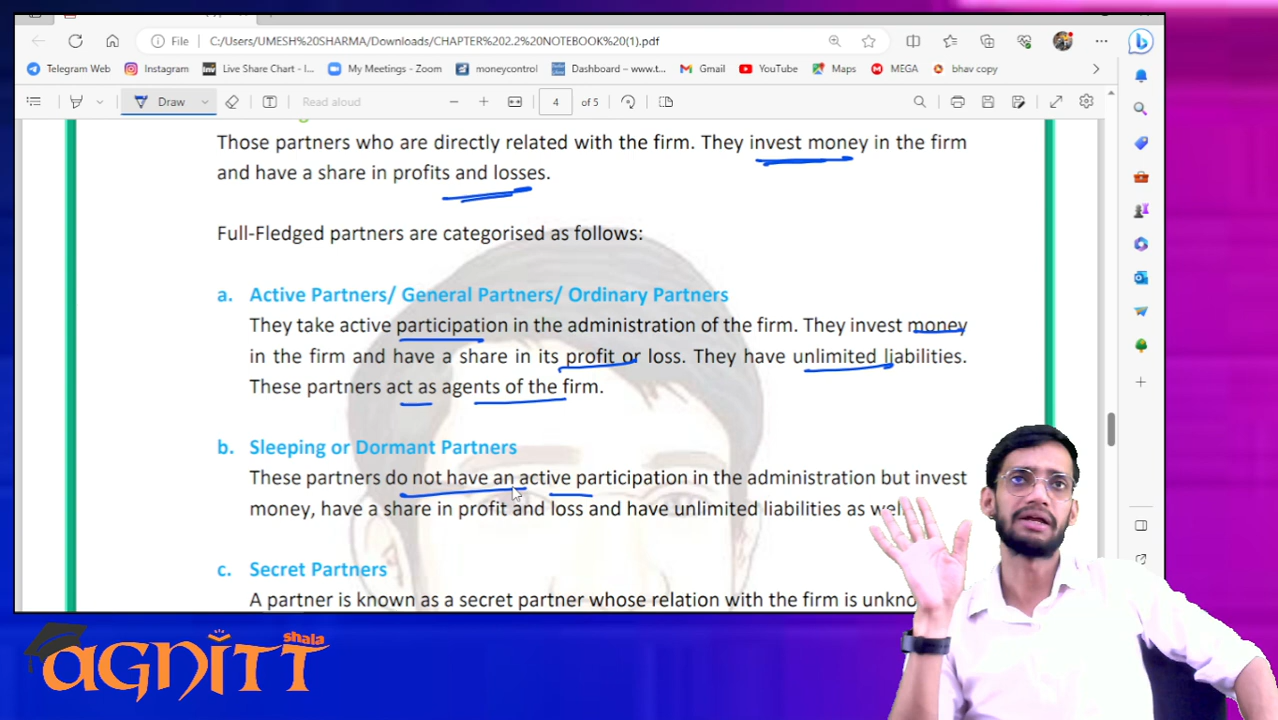 File C:/Users/UMESH%20SHARMA/Downloads/CHAPTER%202.2%20NOTEBOOK%20(1).pdf
Telegram Web Instagram Live Share Chart - I... My Meetings - Zoom moneycontrol Dashboard – www.t... Gmail YouTube Maps MEGA bhav copy
Draw Read aloud 4 of 5
Those partners who are directly related with the firm. They invest money in the firm
and have a share in profits and losses.
Full-Fledged partners are categorised as follows:
a. Active Partners/ General Partners/ Ordinary Partners
They take active participation in the administration of the firm. They invest money
in the firm and have a share in its profit or loss. They have unlimited liabilities.
These partners act as agents of the firm.
b. Sleeping or Dormant Partners
These partners do not have an active participation in the administration but invest
money, have a share in profit and loss and have unlimited liabilities as
c. Secret Partners
A partner is known as a secret partner whose relation with the firm is
shala
agnitt